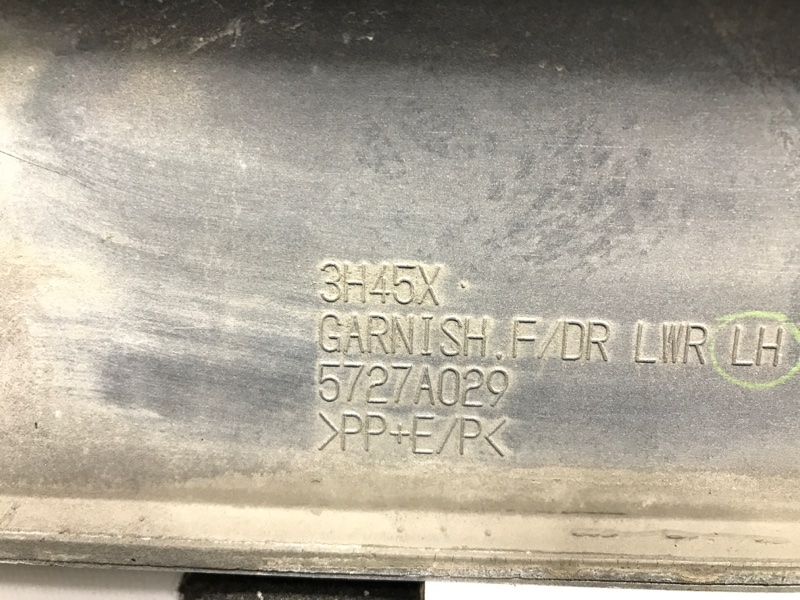 3H45X
GARNISH.F/DR LWR LH
5727A029
>PP+E/P<